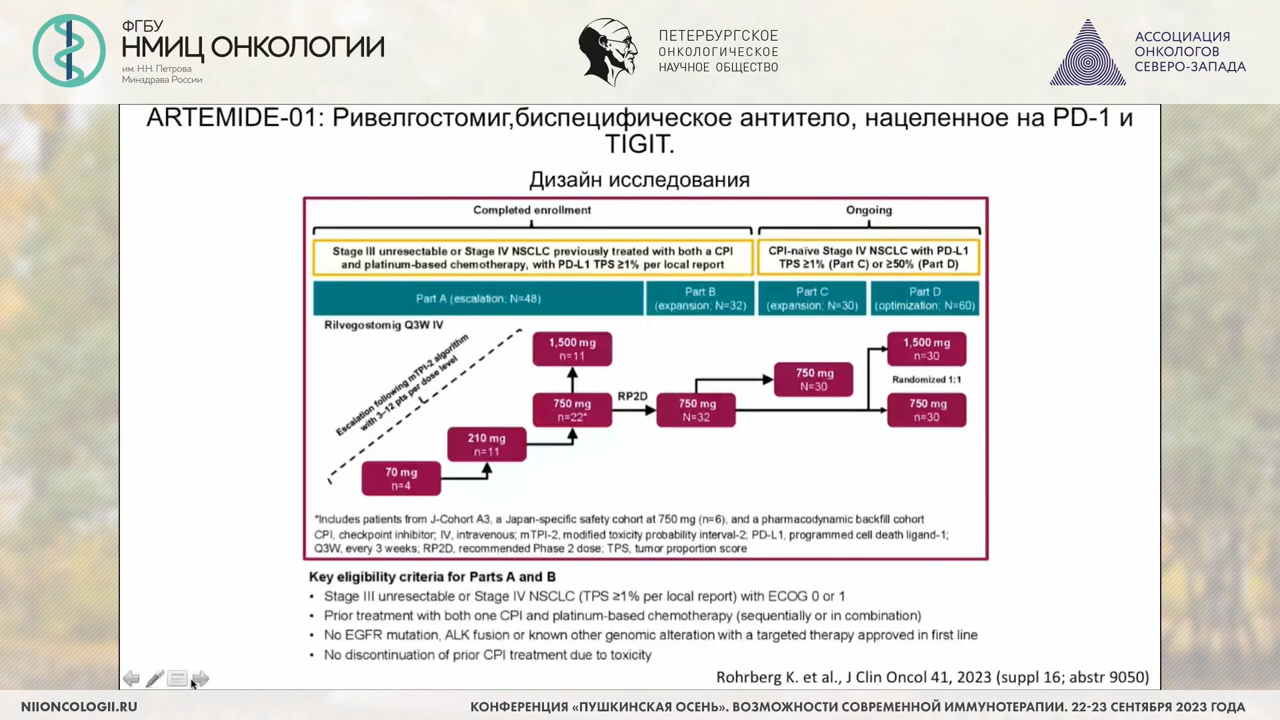 ФГБУ
НМИЦ ОНКОЛОГИИ
им. Н.Н. Петрова
Минздрава России
ПЕТЕРБУРГСКОЕ
ОНКОЛОГИЧЕСКОЕ
НАУЧНОЕ ОБЩЕСТВО
АССОЦИАЦИЯ
ОНКОЛОГОВ
СЕВЕРО-ЗАПАДА
ARTEMIDE-01: Ривелгостомиг,биспецифическое антитело, нацеленное на PD-1 и
TIGIT.
Дизайн исследования
Completed enrollment
Ongoing
Stage III unresectable or Stage IV NSCLC previously treated with both a CPI
and platinum-based chemotherapy, with PD-L1 TPS ≥1% per local report
CPI-naïve Stage IV NSCLC with PD-L1
TPS ≥1% (Part C) or ≥50% (Part D)
Part A (escalation; N=48)
Part B
(expansion; N=32)
Part C
(expansion; N=30)
Part D
(optimization; N=60)
Rilvegostomig Q3W IV
Escalation following mTPI-2 algorithm
with 3–12 pts per dose level
1,500 mg
n=11
750 mg
n=22*
210 mg
n=11
70 mg
n=4
RP2D
750 mg
N=32
750 mg
N=30
1,500 mg
n=30
Randomized 1:1
750 mg
n=30
*Includes patients from J-Cohort A3, a Japan-specific safety cohort at 750 mg (n=6), and a pharmacodynamic backfill cohort
CPI, checkpoint inhibitor; IV, intravenous; mTPI-2, modified toxicity probability interval-2; PD-L1, programmed cell death ligand-1;
Q3W, every 3 weeks; RP2D, recommended Phase 2 dose; TPS, tumor proportion score
Key eligibility criteria for Parts A and B
• Stage III unresectable or Stage IV NSCLC (TPS ≥1% per local report) with ECOG 0 or 1
• Prior treatment with both one CPI and platinum-based chemotherapy (sequentially or in combination)
• No EGFR mutation, ALK fusion or known other genomic alteration with a targeted therapy approved in first line
• No discontinuation of prior CPI treatment due to toxicity
Rohrberg K. et al., J Clin Oncol 41, 2023 (suppl 16; abstr 9050)
NIIONCOLOGII.RU
КОНФЕРЕНЦИЯ «ПУШКИНСКАЯ ОСЕНЬ». ВОЗМОЖНОСТИ СОВРЕМЕННОЙ ИММУНОТЕРАПИИ. 22-23 СЕНТЯБРЯ 2023 ГОДА